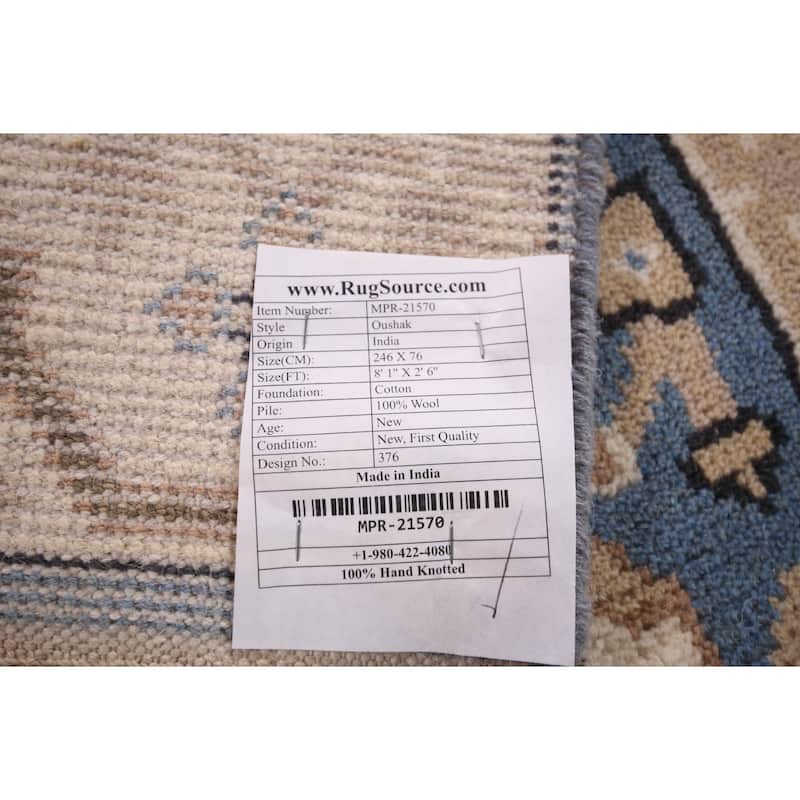 www.RugSource.com
Item Number: MPR-21570
Style Oushak
Origin India
Size(CM): 246 X 76
Size(FT): 8' 1" X 2' 6"
Foundation: Cotton
Pile: 100% Wool
Age: New
Condition: New, First Quality
Design No.: 376
Made in India
MPR-21570
+1-980-422-4080
100% Hand Knotted